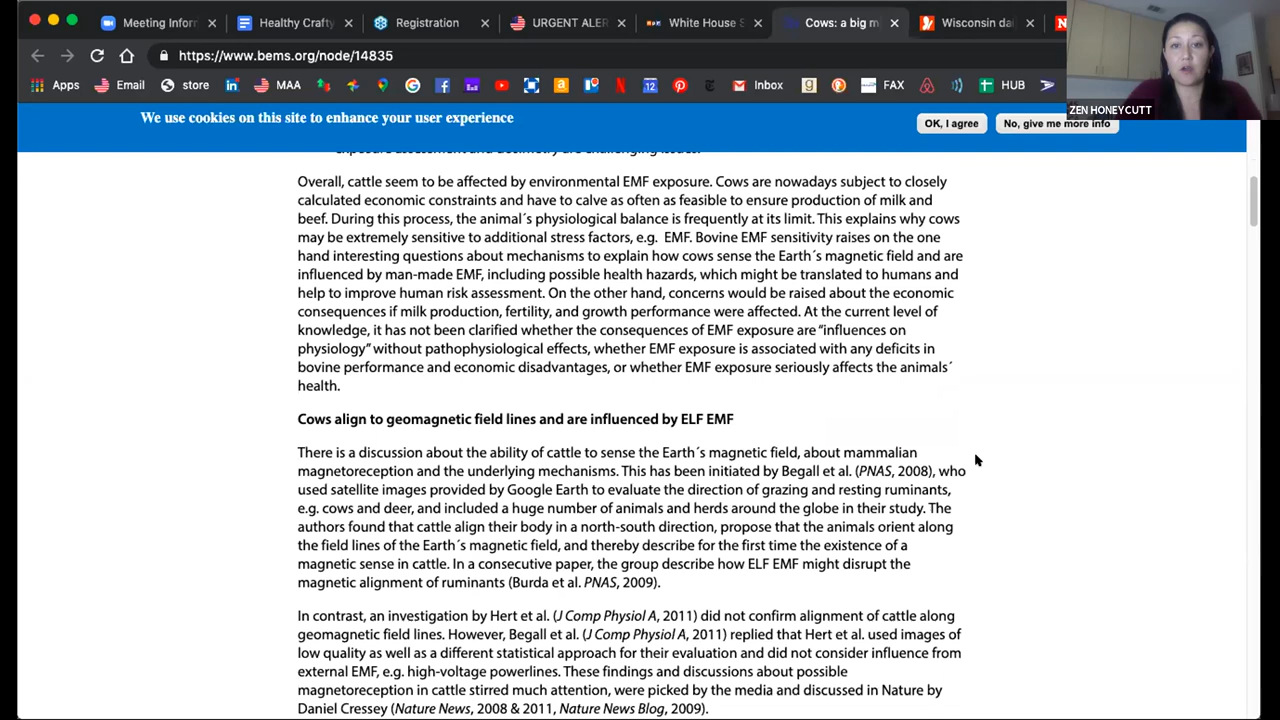 Meeting Inforr
Healthy Crafty
Registration
URGENT ALER
White House S
Cows: a big m
Wisconsin dai
https://www.bems.org/node/14835
Apps
Email
store
MAA
12
Inbox
FAX
HUB
ZEN HONEYCUTT
We use cookies on this site to enhance your user experience
OK, I agree
No, give me more info
exposure assessment and dosimetry are challenging issues.
Overall, cattle seem to be affected by environmental EMF exposure. Cows are nowadays subject to closely
calculated economic constraints and have to calve as often as feasible to ensure production of milk and
beef. During this process, the animal´s physiological balance is frequently at its limit. This explains why cows
may be extremely sensitive to additional stress factors, e.g. EMF. Bovine EMF sensitivity raises on the one
hand interesting questions about mechanisms to explain how cows sense the Earth´s magnetic field and are
influenced by man-made EMF, including possible health hazards, which might be translated to humans and
help to improve human risk assessment. On the other hand, concerns would be raised about the economic
consequences if milk production, fertility, and growth performance were affected. At the current level of
knowledge, it has not been clarified whether the consequences of EMF exposure are “influences on
physiology” without pathophysiological effects, whether EMF exposure is associated with any deficits in
bovine performance and economic disadvantages, or whether EMF exposure seriously affects the animals´
health.
Cows align to geomagnetic field lines and are influenced by ELF EMF
There is a discussion about the ability of cattle to sense the Earth´s magnetic field, about mammalian
magnetoreception and the underlying mechanisms. This has been initiated by Begall et al. (PNAS, 2008), who
used satellite images provided by Google Earth to evaluate the direction of grazing and resting ruminants,
e.g. cows and deer, and included a huge number of animals and herds around the globe in their study. The
authors found that cattle align their body in a north-south direction, propose that the animals orient along
the field lines of the Earth´s magnetic field, and thereby describe for the first time the existence of a
magnetic sense in cattle. In a consecutive paper, the group describe how ELF EMF might disrupt the
magnetic alignment of ruminants (Burda et al. PNAS, 2009).
In contrast, an investigation by Hert et al. (J Comp Physiol A, 2011) did not confirm alignment of cattle along
geomagnetic field lines. However, Begall et al. (J Comp Physiol A, 2011) replied that Hert et al. used images of
low quality as well as a different statistical approach for their evaluation and did not consider influence from
external EMF, e.g. high-voltage powerlines. These findings and discussions about possible
magnetoreception in cattle stirred much attention, were picked by the media and discussed in Nature by
Daniel Cressey (Nature News, 2008 & 2011, Nature News Blog, 2009).